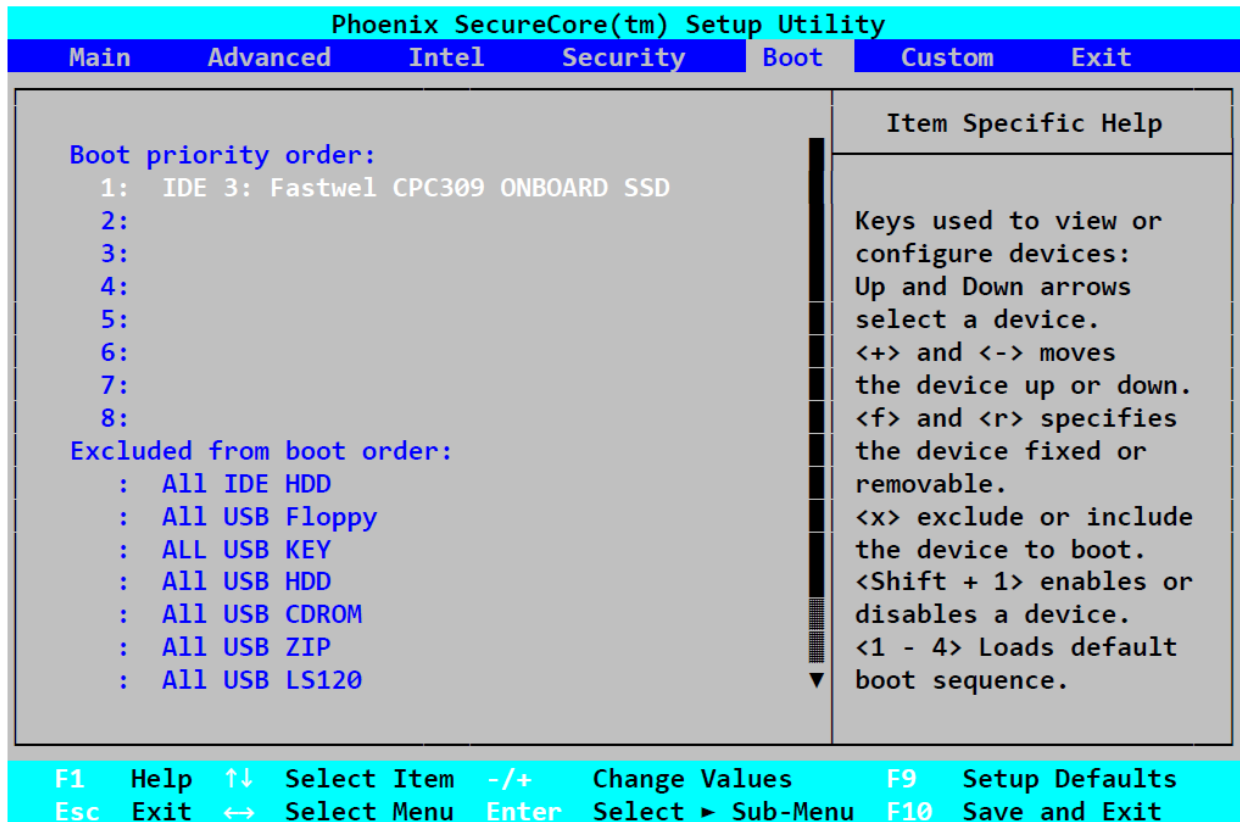 Phoenix SecureCore(tm) Setup Utility
Main Advanced Intel Security Boot Custom Exit
Boot priority order:
1: IDE 3: Fastwel CPC309 ONBOARD SSD
2:
3:
4:
5:
6:
7:
8:
Excluded from boot order:
: All IDE HDD
: All USB Floppy
: ALL USB KEY
: All USB HDD
: All USB CDROM
: All USB ZIP
: All USB LS120
Item Specific Help
Keys used to view or
configure devices:
Up and Down arrows
select a device.
<+> and <-> moves
the device up or down.
<f> and <r> specifies
the device fixed or
removable.
<x> exclude or include
the device to boot.
<Shift + 1> enables or
disables a device.
<1 - 4> Loads default
boot sequence.
F1 Help ↑↓ Select Item -/+ Change Values F9 Setup Defaults
Esc Exit ↔ Select Menu Enter Select ► Sub-Menu F10 Save and Exit